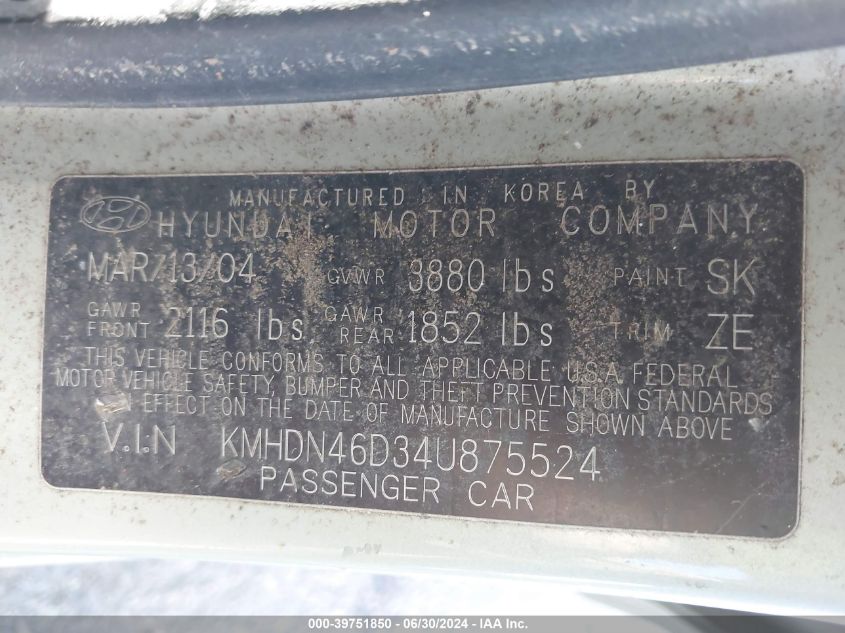 MANUFACTURED IN KOREA BY
HYUNDAI MOTOR COMPANY
MAR/13/04 GVWR 3880 lbs PAINT SK
GAWR FRONT 2116 lbs GAWR REAR 1852 lbs TRIM ZE
THIS VEHICLE CONFORMS TO ALL APPLICABLE U.S.A. FEDERAL
MOTOR VEHICLE SAFETY, BUMPER AND THEFT PREVENTION STANDARDS
IN EFFECT ON THE DATE OF MANUFACTURE SHOWN ABOVE
V.I.N KMHDN46D34U875524
PASSENGER CAR
000-39751850 - 06/30/2024 - IAA Inc.